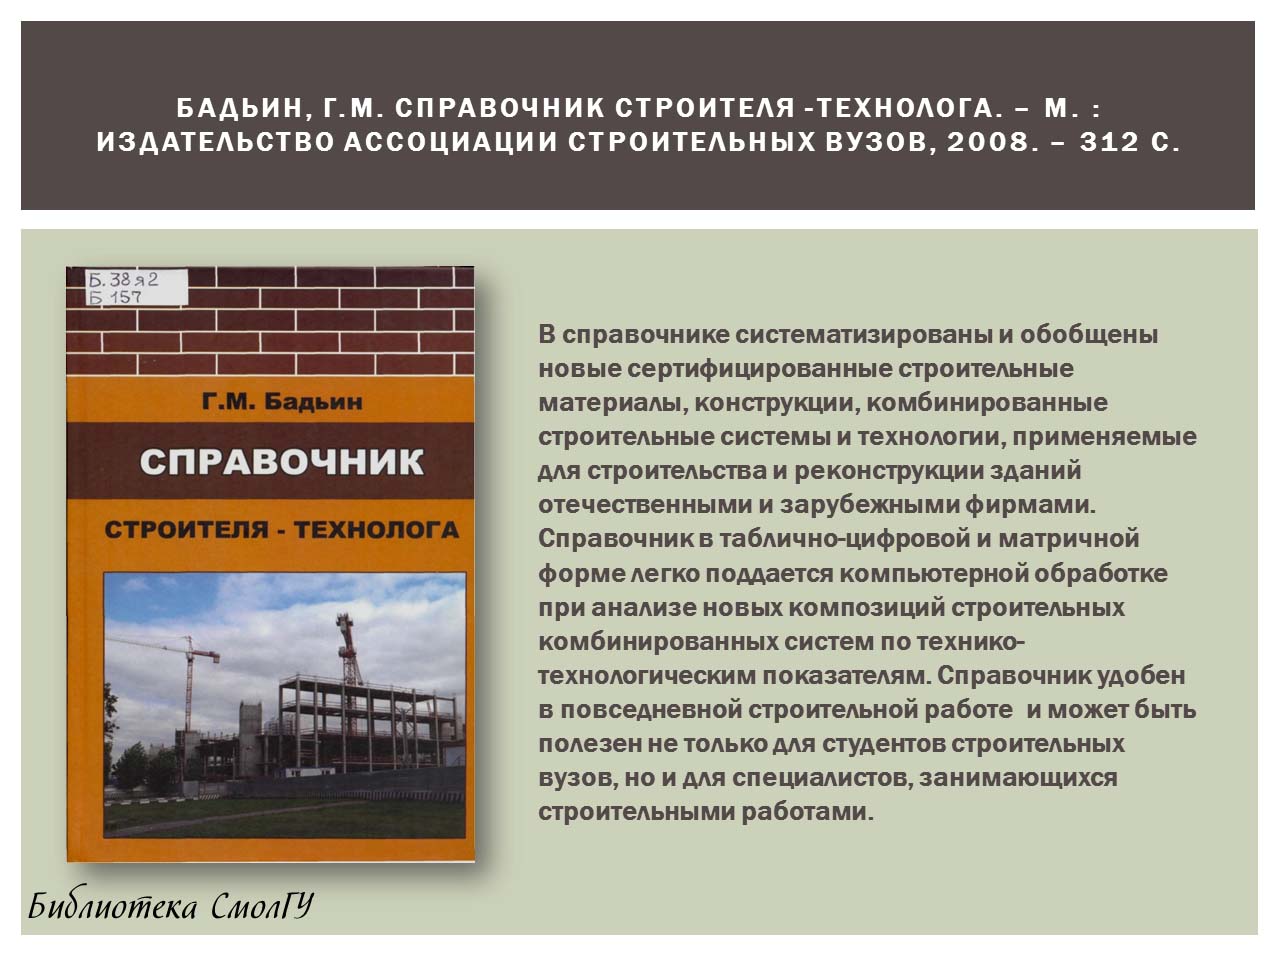 БАДЬИН, Г.М. СПРАВОЧНИК СТРОИТЕЛЯ -ТЕХНОЛОГА. – М. :
ИЗДАТЕЛЬСТВО АССОЦИАЦИИ СТРОИТЕЛЬНЫХ ВУЗОВ, 2008. – 312 С.
Б. 38 я 2
Б 157
Г.М. Бадьин
СПРАВОЧНИК
СТРОИТЕЛЯ - ТЕХНОЛОГА
В справочнике систематизированы и обобщены
новые сертифицированные строительные
материалы, конструкции, комбинированные
строительные системы и технологии, применяемые
для строительства и реконструкции зданий
отечественными и зарубежными фирмами.
Справочник в таблично-цифровой и матричной
форме легко поддается компьютерной обработке
при анализе новых композиций строительных
комбинированных систем по технико-
технологическим показателям. Справочник удобен
в повседневной строительной работе  и может быть
полезен не только для студентов строительных
вузов, но и для специалистов, занимающихся
строительными работами.
Библиотека СмолГУ